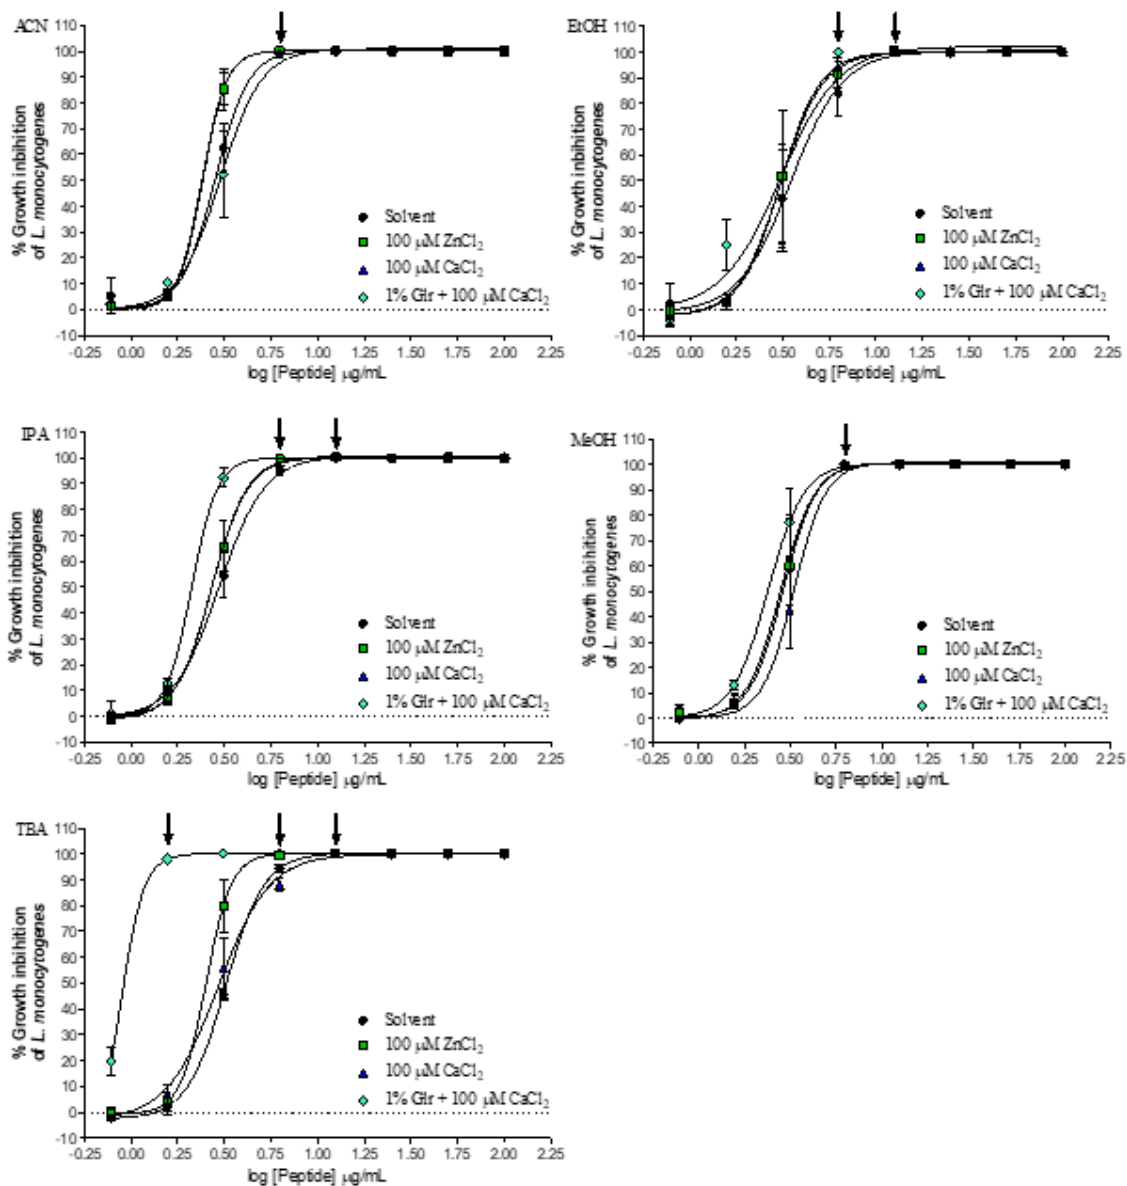 ACN
110
100
90
80
70
60
50
40
30
20
10
0
-10
% Growth inbihition
of L. monocytogenes
Solvent
100 μM ZnCl2
100 μM CaCl2
1% Glr + 100 μM CaCl2
-0.25 0.00 0.25 0.50 0.75 1.00 1.25 1.50 1.75 2.00 2.25
log [Peptide] μg/mL
EtOH
110
100
90
80
70
60
50
40
30
20
10
0
-10
% Growth inbihition
of L. monocytogenes
Solvent
100 μM ZnCl2
100 μM CaCl2
1% Glr + 100 μM CaCl2
-0.25 0.00 0.25 0.50 0.75 1.00 1.25 1.50 1.75 2.00 2.25
log [Peptide] μg/mL
IPA
110
100
90
80
70
60
50
40
30
20
10
0
-10
% Growth inbihition
of L. monocytogenes
Solvent
100 μM ZnCl2
100 μM CaCl2
1% Glr + 100 μM CaCl2
-0.25 0.00 0.25 0.50 0.75 1.00 1.25 1.50 1.75 2.00 2.25
log [Peptide] μg/mL
MeOH
110
100
90
80
70
60
50
40
30
20
10
0
-10
% Growth inbihition
of L. monocytogenes
Solvent
100 μM ZnCl2
100 μM CaCl2
1% Glr + 100 μM CaCl2
-0.25 0.00 0.25 0.50 0.75 1.00 1.25 1.50 1.75 2.00 2.25
log [Peptide] μg/mL
TBA
110
100
90
80
70
60
50
40
30
20
10
0
-10
% Growth inbihition
of L. monocytogenes
Solvent
100 μM ZnCl2
100 μM CaCl2
1% Glr + 100 μM CaCl2
-0.25 0.00 0.25 0.50 0.75 1.00 1.25 1.50 1.75 2.00 2.25
log [Peptide] μg/mL